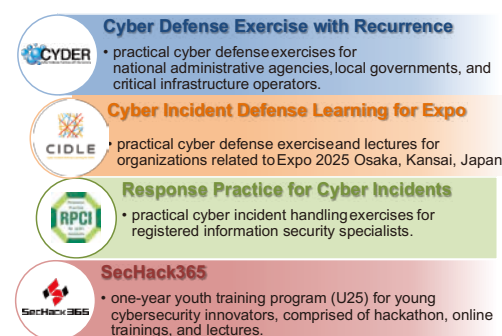 Cyber Defense Exercise with Recurrence
CYDER
• practical cyber defense exercises for
national administrative agencies, local governments, and
critical infrastructure operators.
Cyber Incident Defense Learning for Expo
CIDLE
• practical cyber defense exercise and lectures for
organizations related to Expo 2025 Osaka, Kansai, Japan
Response Practice for Cyber Incidents
RPCI
• practical cyber incident handling exercises for
registered information security specialists.
SecHack365
SecHack365
• one-year youth training program (U25) for young
cybersecurity innovators, comprised of hackathon, online
trainings, and lectures.